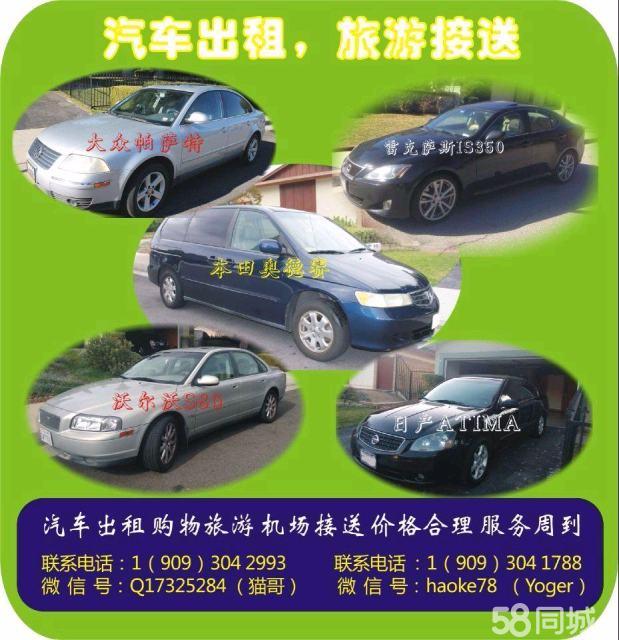 汽车出租，旅游接送
大众帕萨特
雷克萨斯IS350
本田奥德赛
沃尔沃S80
日产ATIMA
汽车出租购物旅游机场接送价格合理服务周到
联系电话：1（909）304 2993
联系电话：1（909）304 1788
微 信 号：Q17325284（猫哥）
微 信 号：haoke78 （Yoger）
58同城